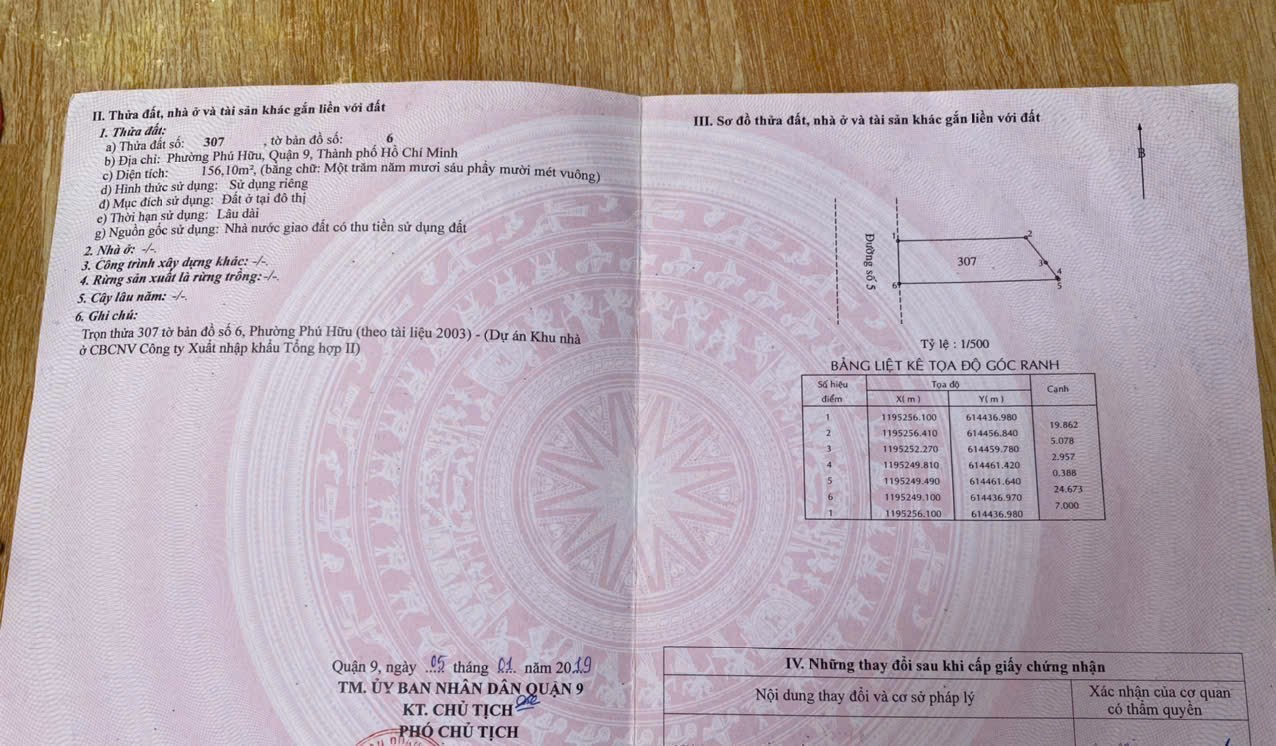 II. Thửa đất, nhà ở và tài sản khác gắn liền với đất
1. Thửa đất:
a) Thửa đất số: 307 , tờ bản đồ số: 6
b) Địa chỉ: Phường Phú Hữu, Quận 9, Thành phố Hồ Chí Minh
c) Diện tích: 156,10m², (bằng chữ: Một trăm năm mươi sáu phẩy mười mét vuông)
d) Hình thức sử dụng: Sử dụng riêng
đ) Mục đích sử dụng: Đất ở tại đô thị
e) Thời hạn sử dụng: Lâu dài
g) Nguồn gốc sử dụng: Nhà nước giao đất có thu tiền sử dụng đất
2. Nhà ở: -/-.
3. Công trình xây dựng khác: -/-.
4. Rừng sản xuất là rừng trồng: -/-.
5. Cây lâu năm: -/-.
6. Ghi chú:
Trọn thửa 307 tờ bản đồ số 6, Phường Phú Hữu (theo tài liệu 2003) - (Dự án Khu nhà
ở CBCNV Công ty Xuất nhập khẩu Tổng hợp II)
Quận 9, ngày 05 tháng 01 năm 2019
TM. ỦY BAN NHÂN DÂN QUẬN 9
KT. CHỦ TỊCH
PHÓ CHỦ TỊCH
III. Sơ đồ thửa đất, nhà ở và tài sản khác gắn liền với đất
B
Đường số 5
1
2
307
3
4
6
5
Tỷ lệ : 1/500
BẢNG LIỆT KÊ TỌA ĐỘ GÓC RANH
Số hiệu điểm Tọa độ Cạnh
X( m ) Y( m )
1 1195256.100 614436.980
19.862
2 1195256.410 614456.840
5.078
3 1195252.270 614459.780
2.957
4 1195249.810 614461.420
0.388
5 1195249.490 614461.640
24.673
6 1195249.100 614436.970
7.000
1 1195256.100 614436.980
IV. Những thay đổi sau khi cấp giấy chứng nhận
Nội dung thay đổi và cơ sở pháp lý
Xác nhận của cơ quan
có thẩm quyền